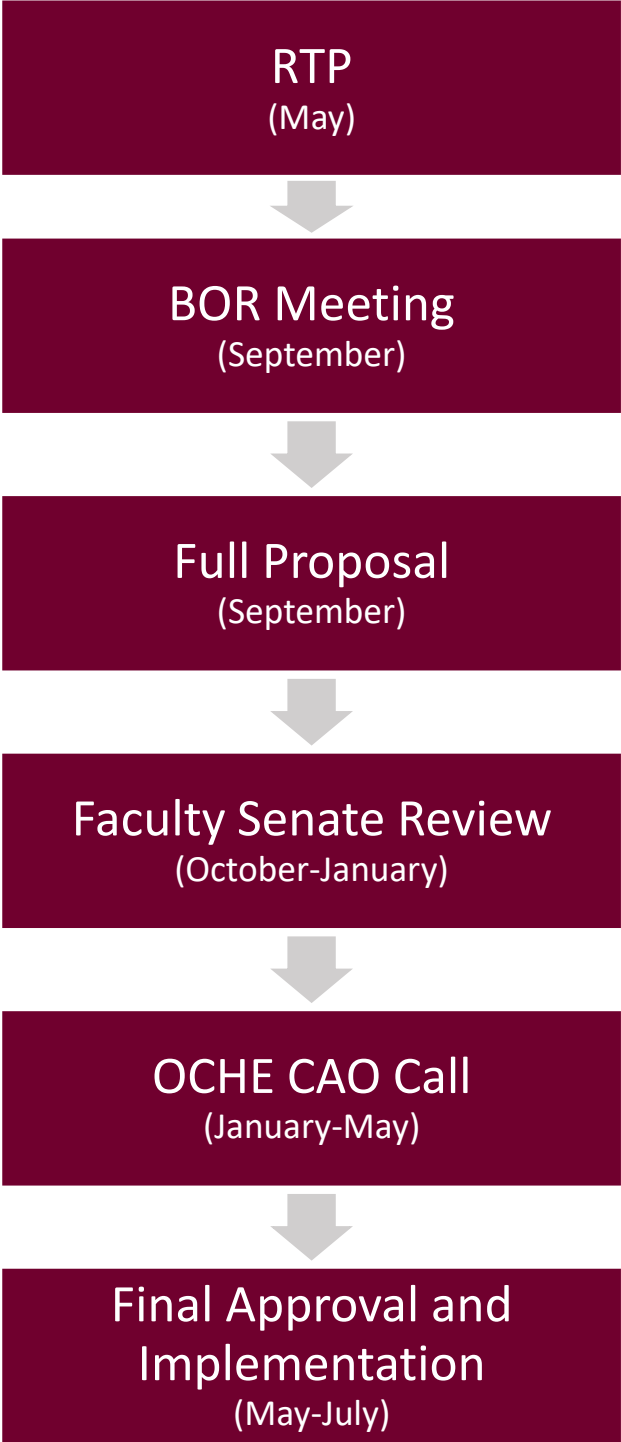 RTP
(May)
BOR Meeting
(September)
Full Proposal
(September)
Faculty Senate Review
(October-January)
OCHE CAO Call
(January-May)
Final Approval and
Implementation
(May-July)